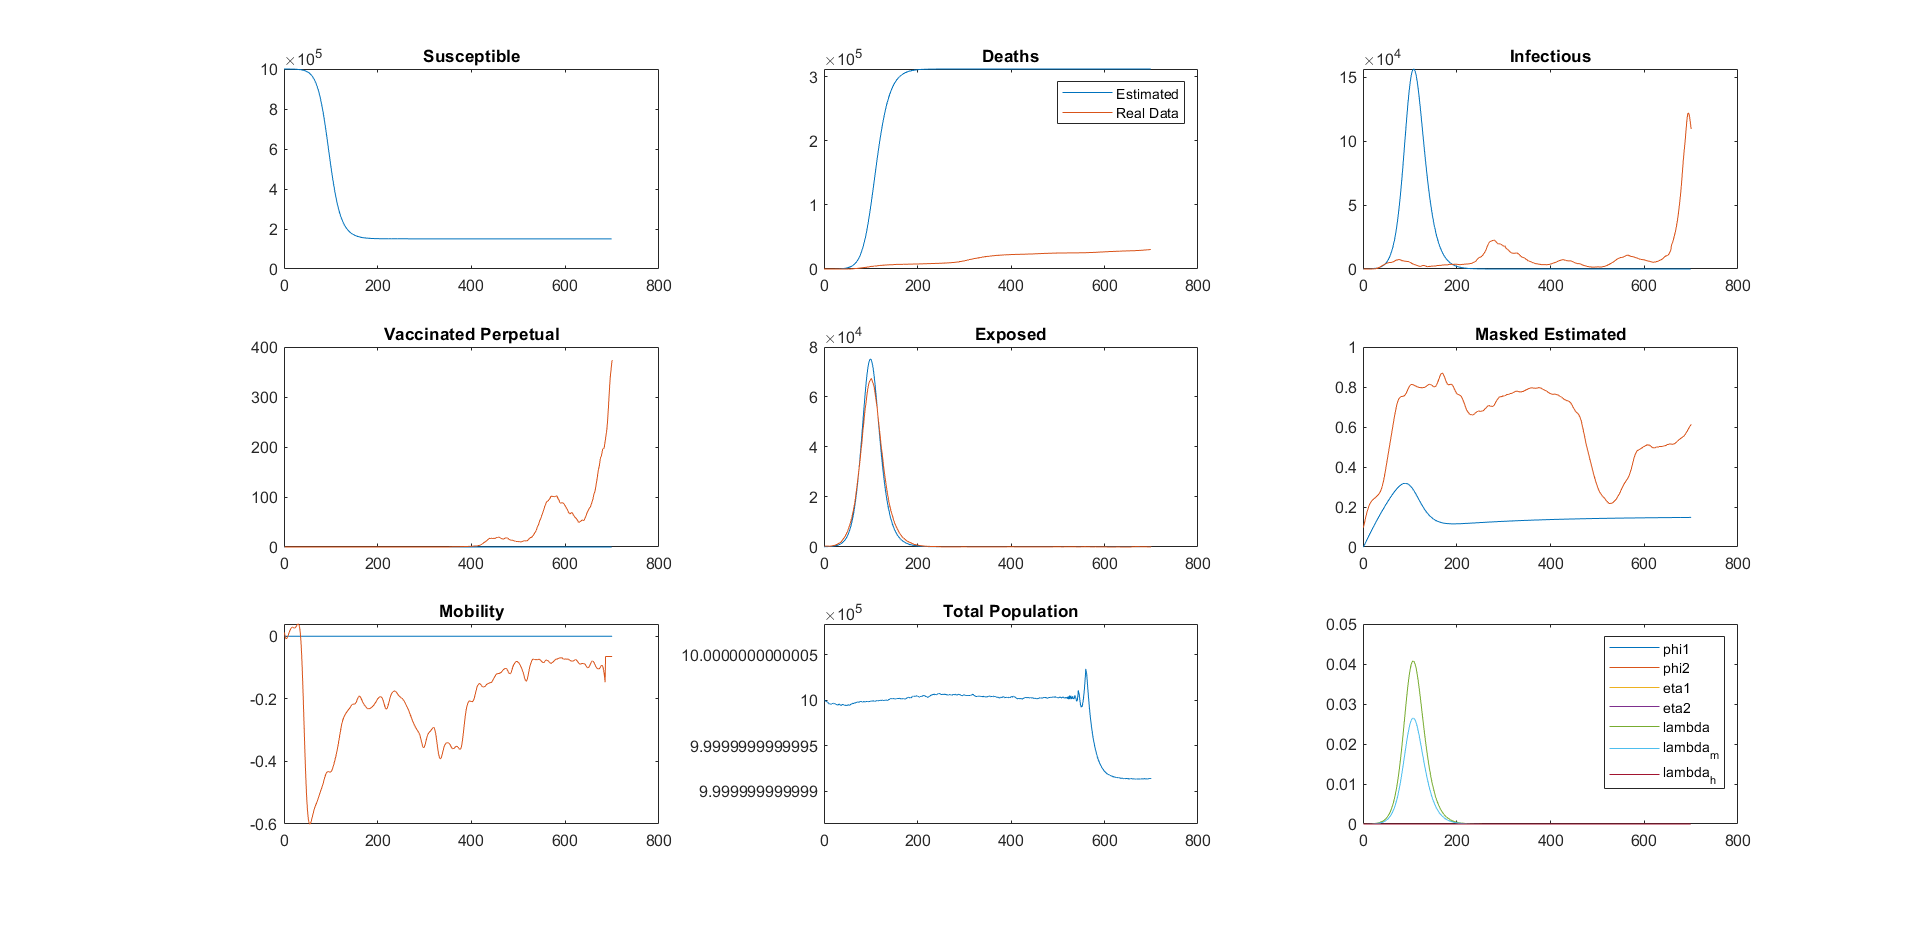 Susceptible
×10^5
10
8
6
4
2
0
0 200 400 600 800
Deaths
×10^5
3
2
1
0
0 200 400 600 800
Estimated
Real Data
Infectious
×10^4
15
10
5
0
0 200 400 600 800
Vaccinated Perpetual
400
300
200
100
0
0 200 400 600 800
Exposed
×10^4
8
6
4
2
0
0 200 400 600 800
Masked Estimated
1
0.8
0.6
0.4
0.2
0
0 200 400 600 800
Mobility
0
-0.2
-0.4
-0.6
0 200 400 600 800
Total Population
×10^5
10.0000000000005
10
9.9999999999995
9.999999999999
0 200 400 600 800
0.05
0.04
0.03
0.02
0.01
0
0 200 400 600 800
phi1
phi2
eta1
eta2
lambda
lambda_m
lambda_h